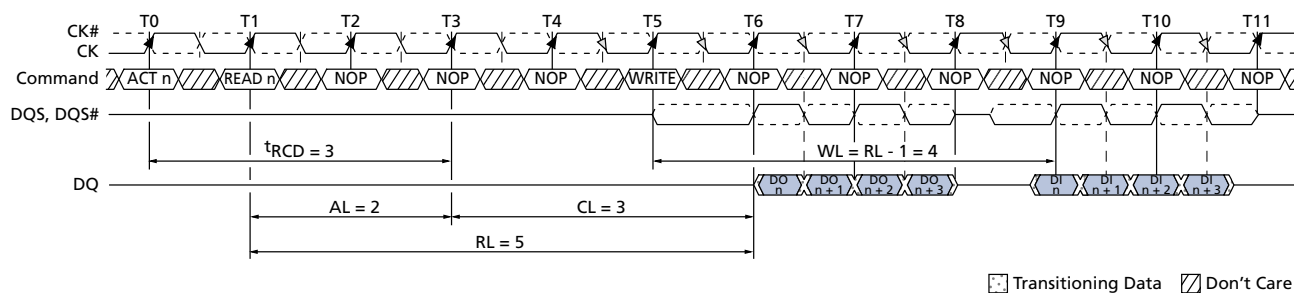 T0 T1 T2 T3 T4 T5 T6 T7 T8 T9 T10 T11
CK#
CK
Command ACT n READ n NOP NOP NOP WRITE NOP NOP NOP NOP NOP NOP
DQS, DQS#
tRCD = 3 WL = RL - 1 = 4
DQ DO n DO n + 1 DO n + 2 DO n + 3 DI n DI n + 1 DI n + 2 DI n + 3
AL = 2 CL = 3
RL = 5
Transitioning Data Don't Care